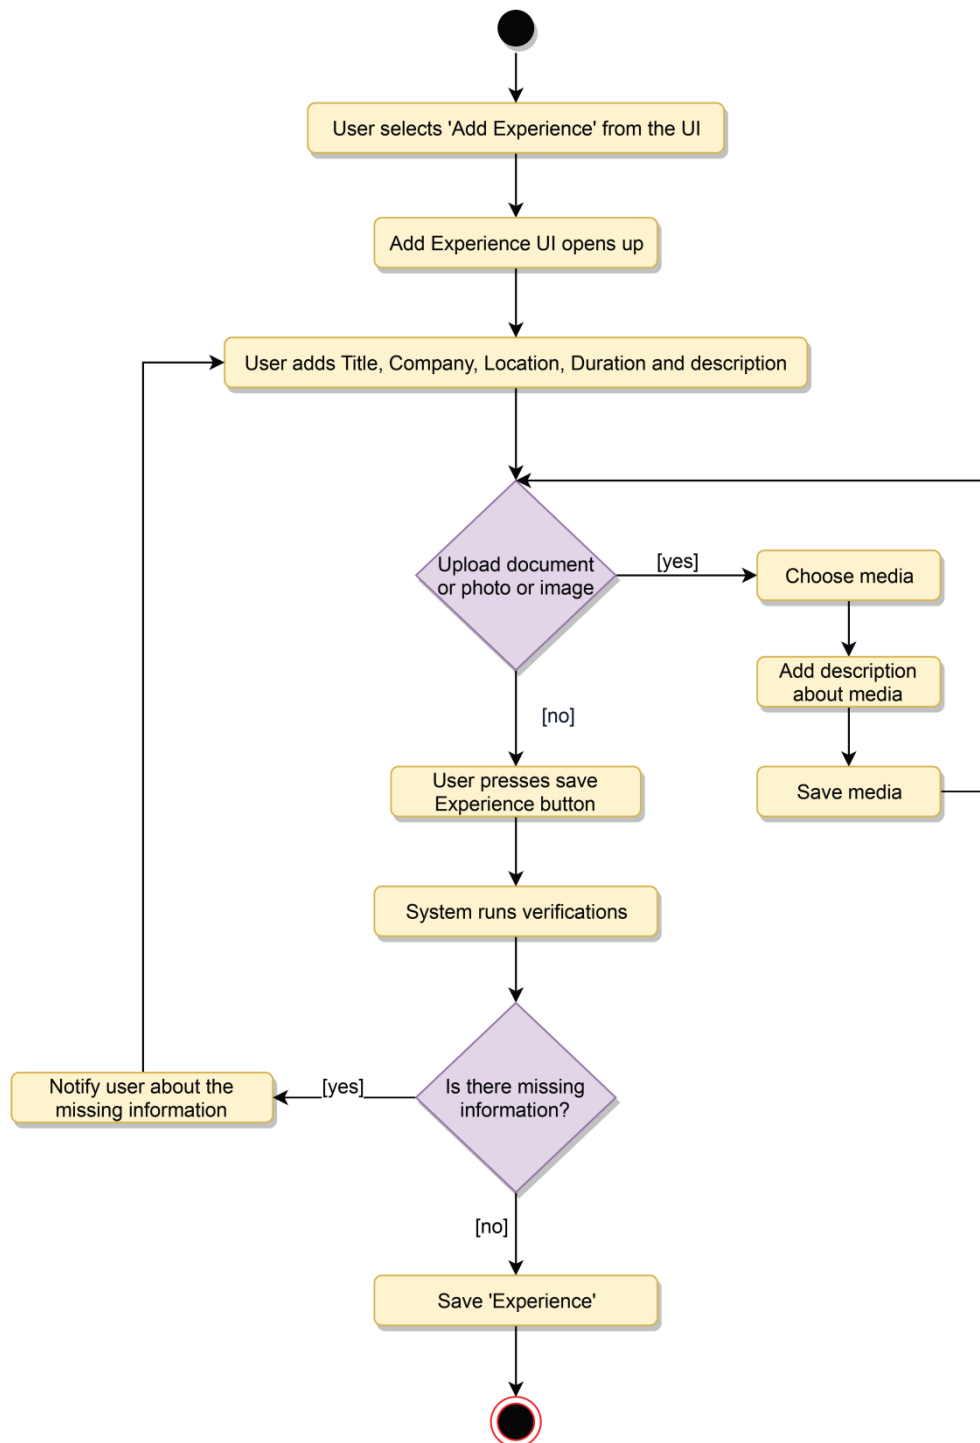 User selects 'Add Experience' from the UI
Add Experience UI opens up
User adds Title, Company, Location, Duration and description
Upload document
or photo or image
[yes]
Choose media
Add description
about media
Save media
[no]
User presses save
Experience button
System runs verifications
Is there missing
information?
[yes]
Notify user about the
missing information
[no]
Save 'Experience'